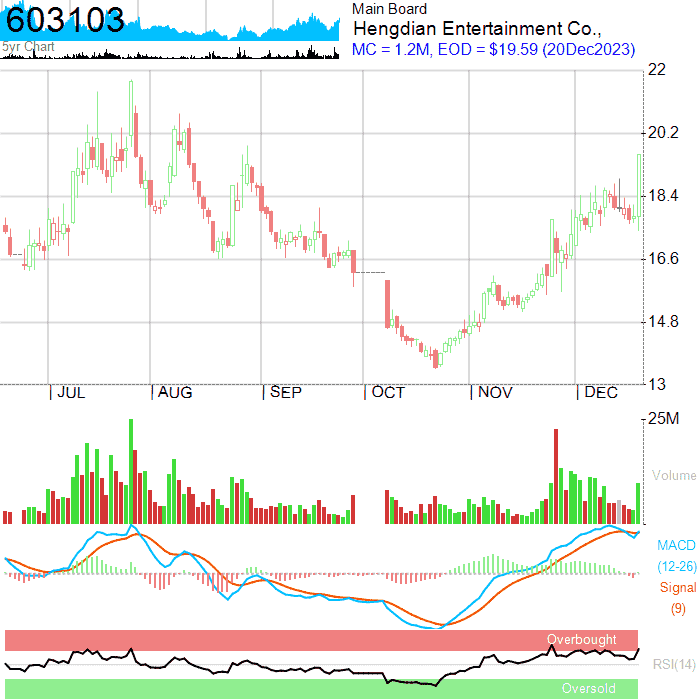 603103
5yr Chart
Main Board
Hengdian Entertainment Co.,
MC = 1.2M, EOD = $19.59 (20Dec2023)
22
20.2
18.4
16.6
14.8
13
JUL AUG SEP OCT NOV DEC
25M
Volume
MACD
(12-26)
Signal
(9)
Overbought
RSI(14)
Oversold